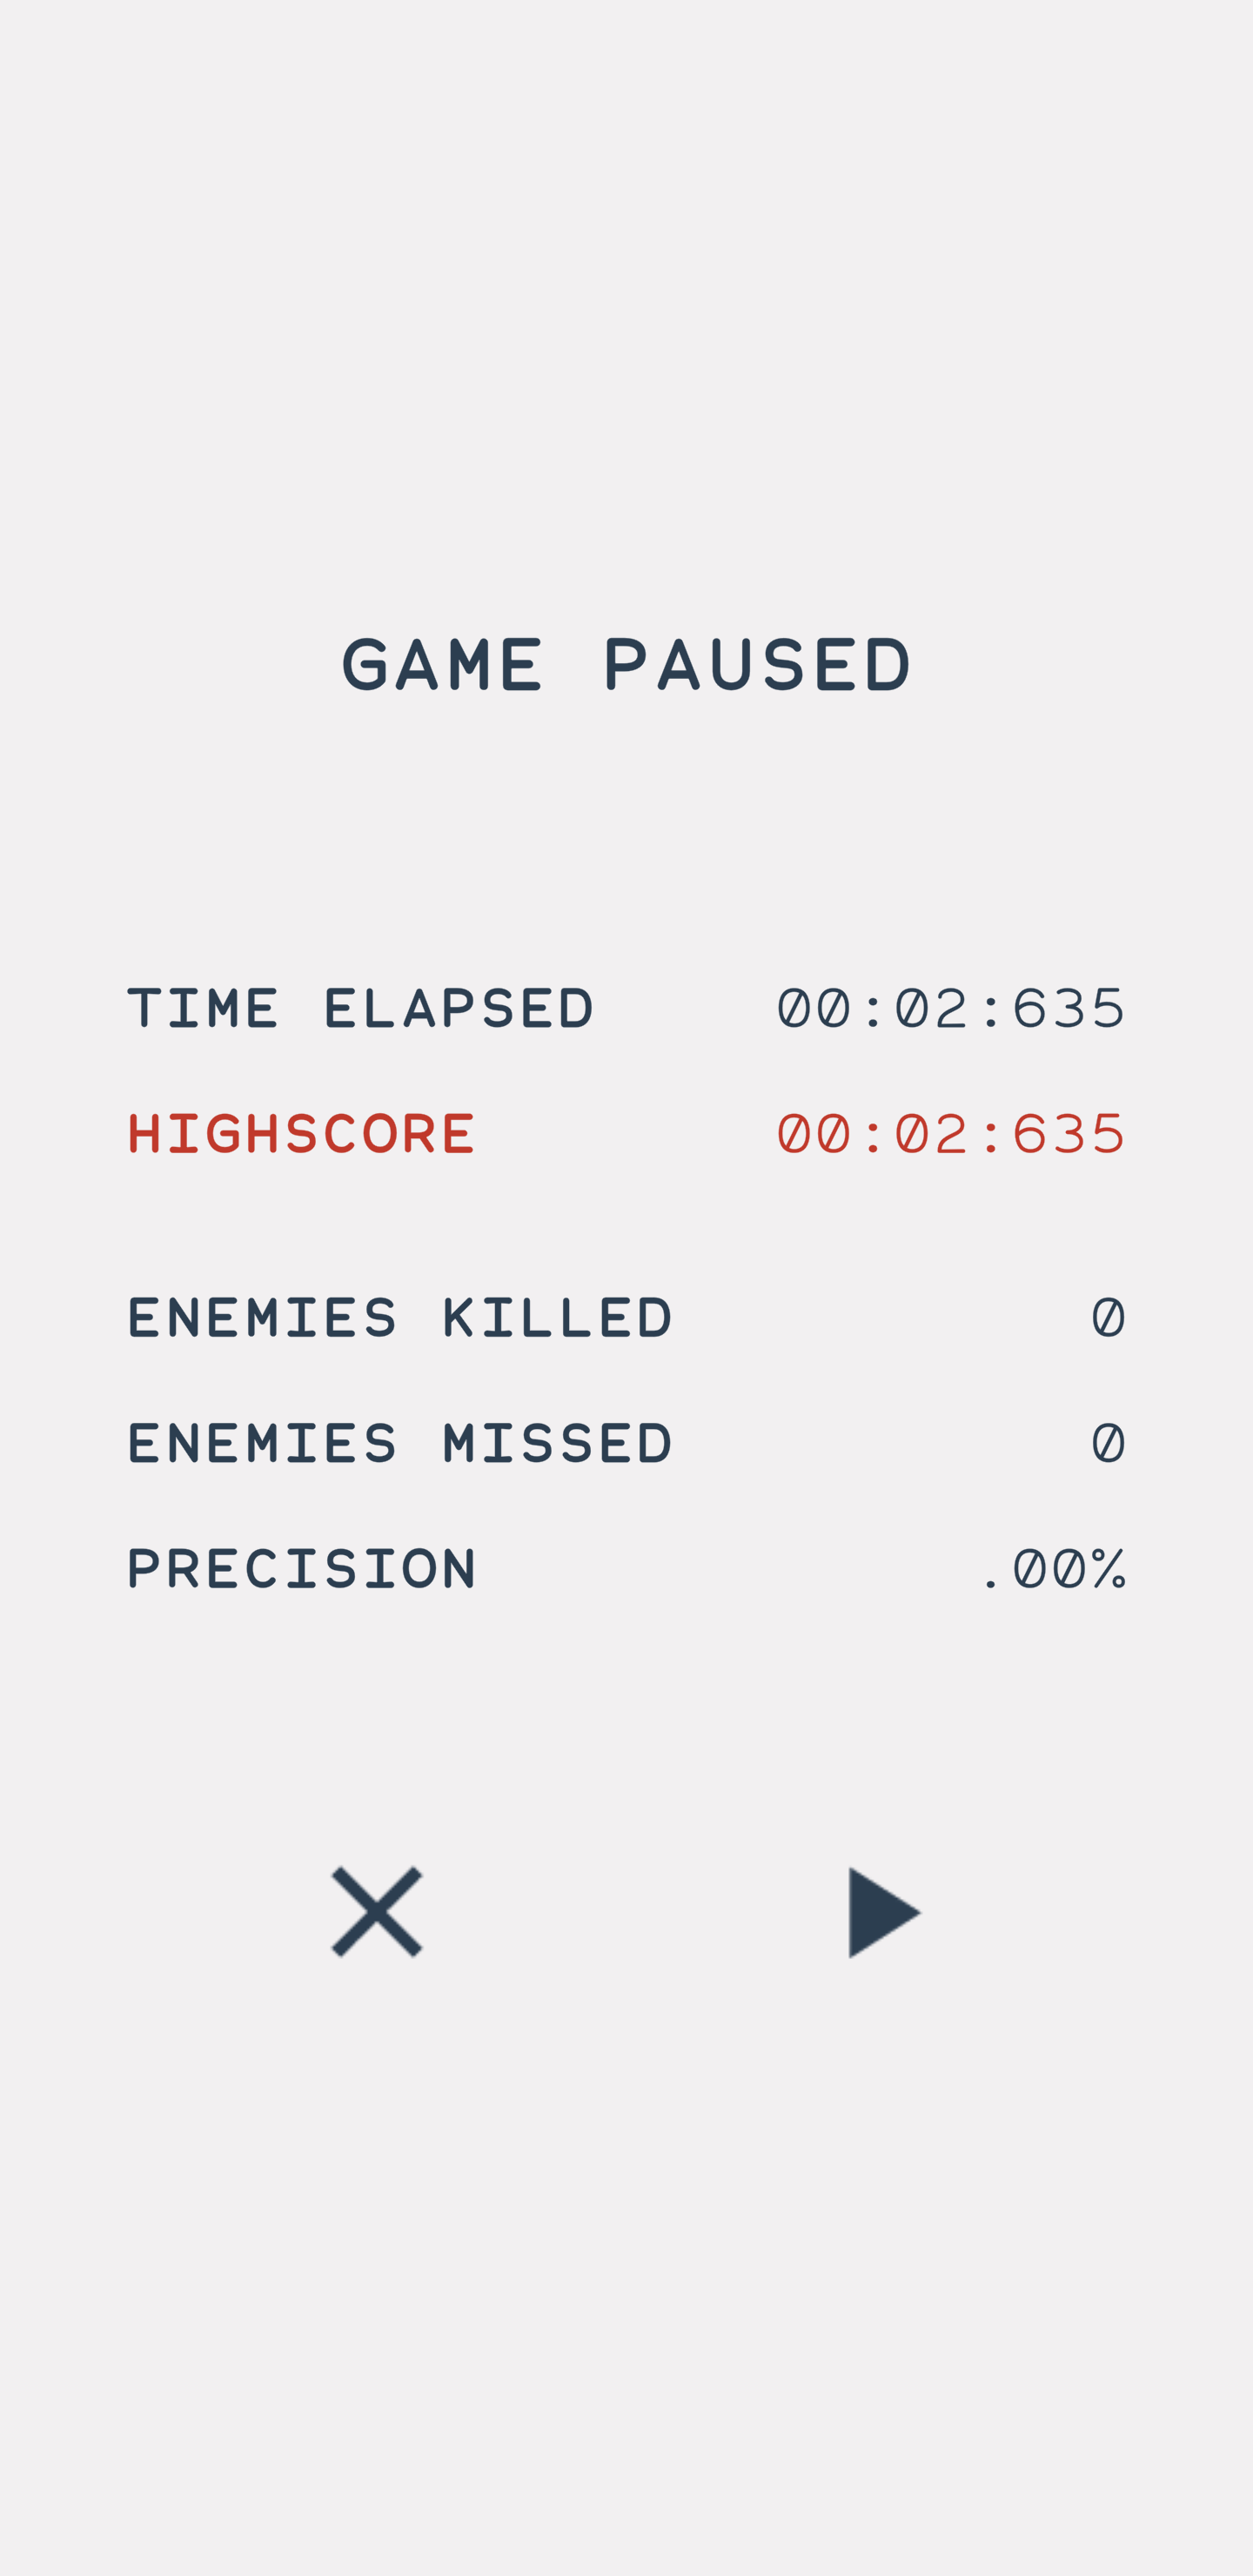 GAME PAUSED
TIME ELAPSED 00:02:635
HIGHSCORE 00:02:635
ENEMIES KILLED 0
ENEMIES MISSED 0
PRECISION .00%